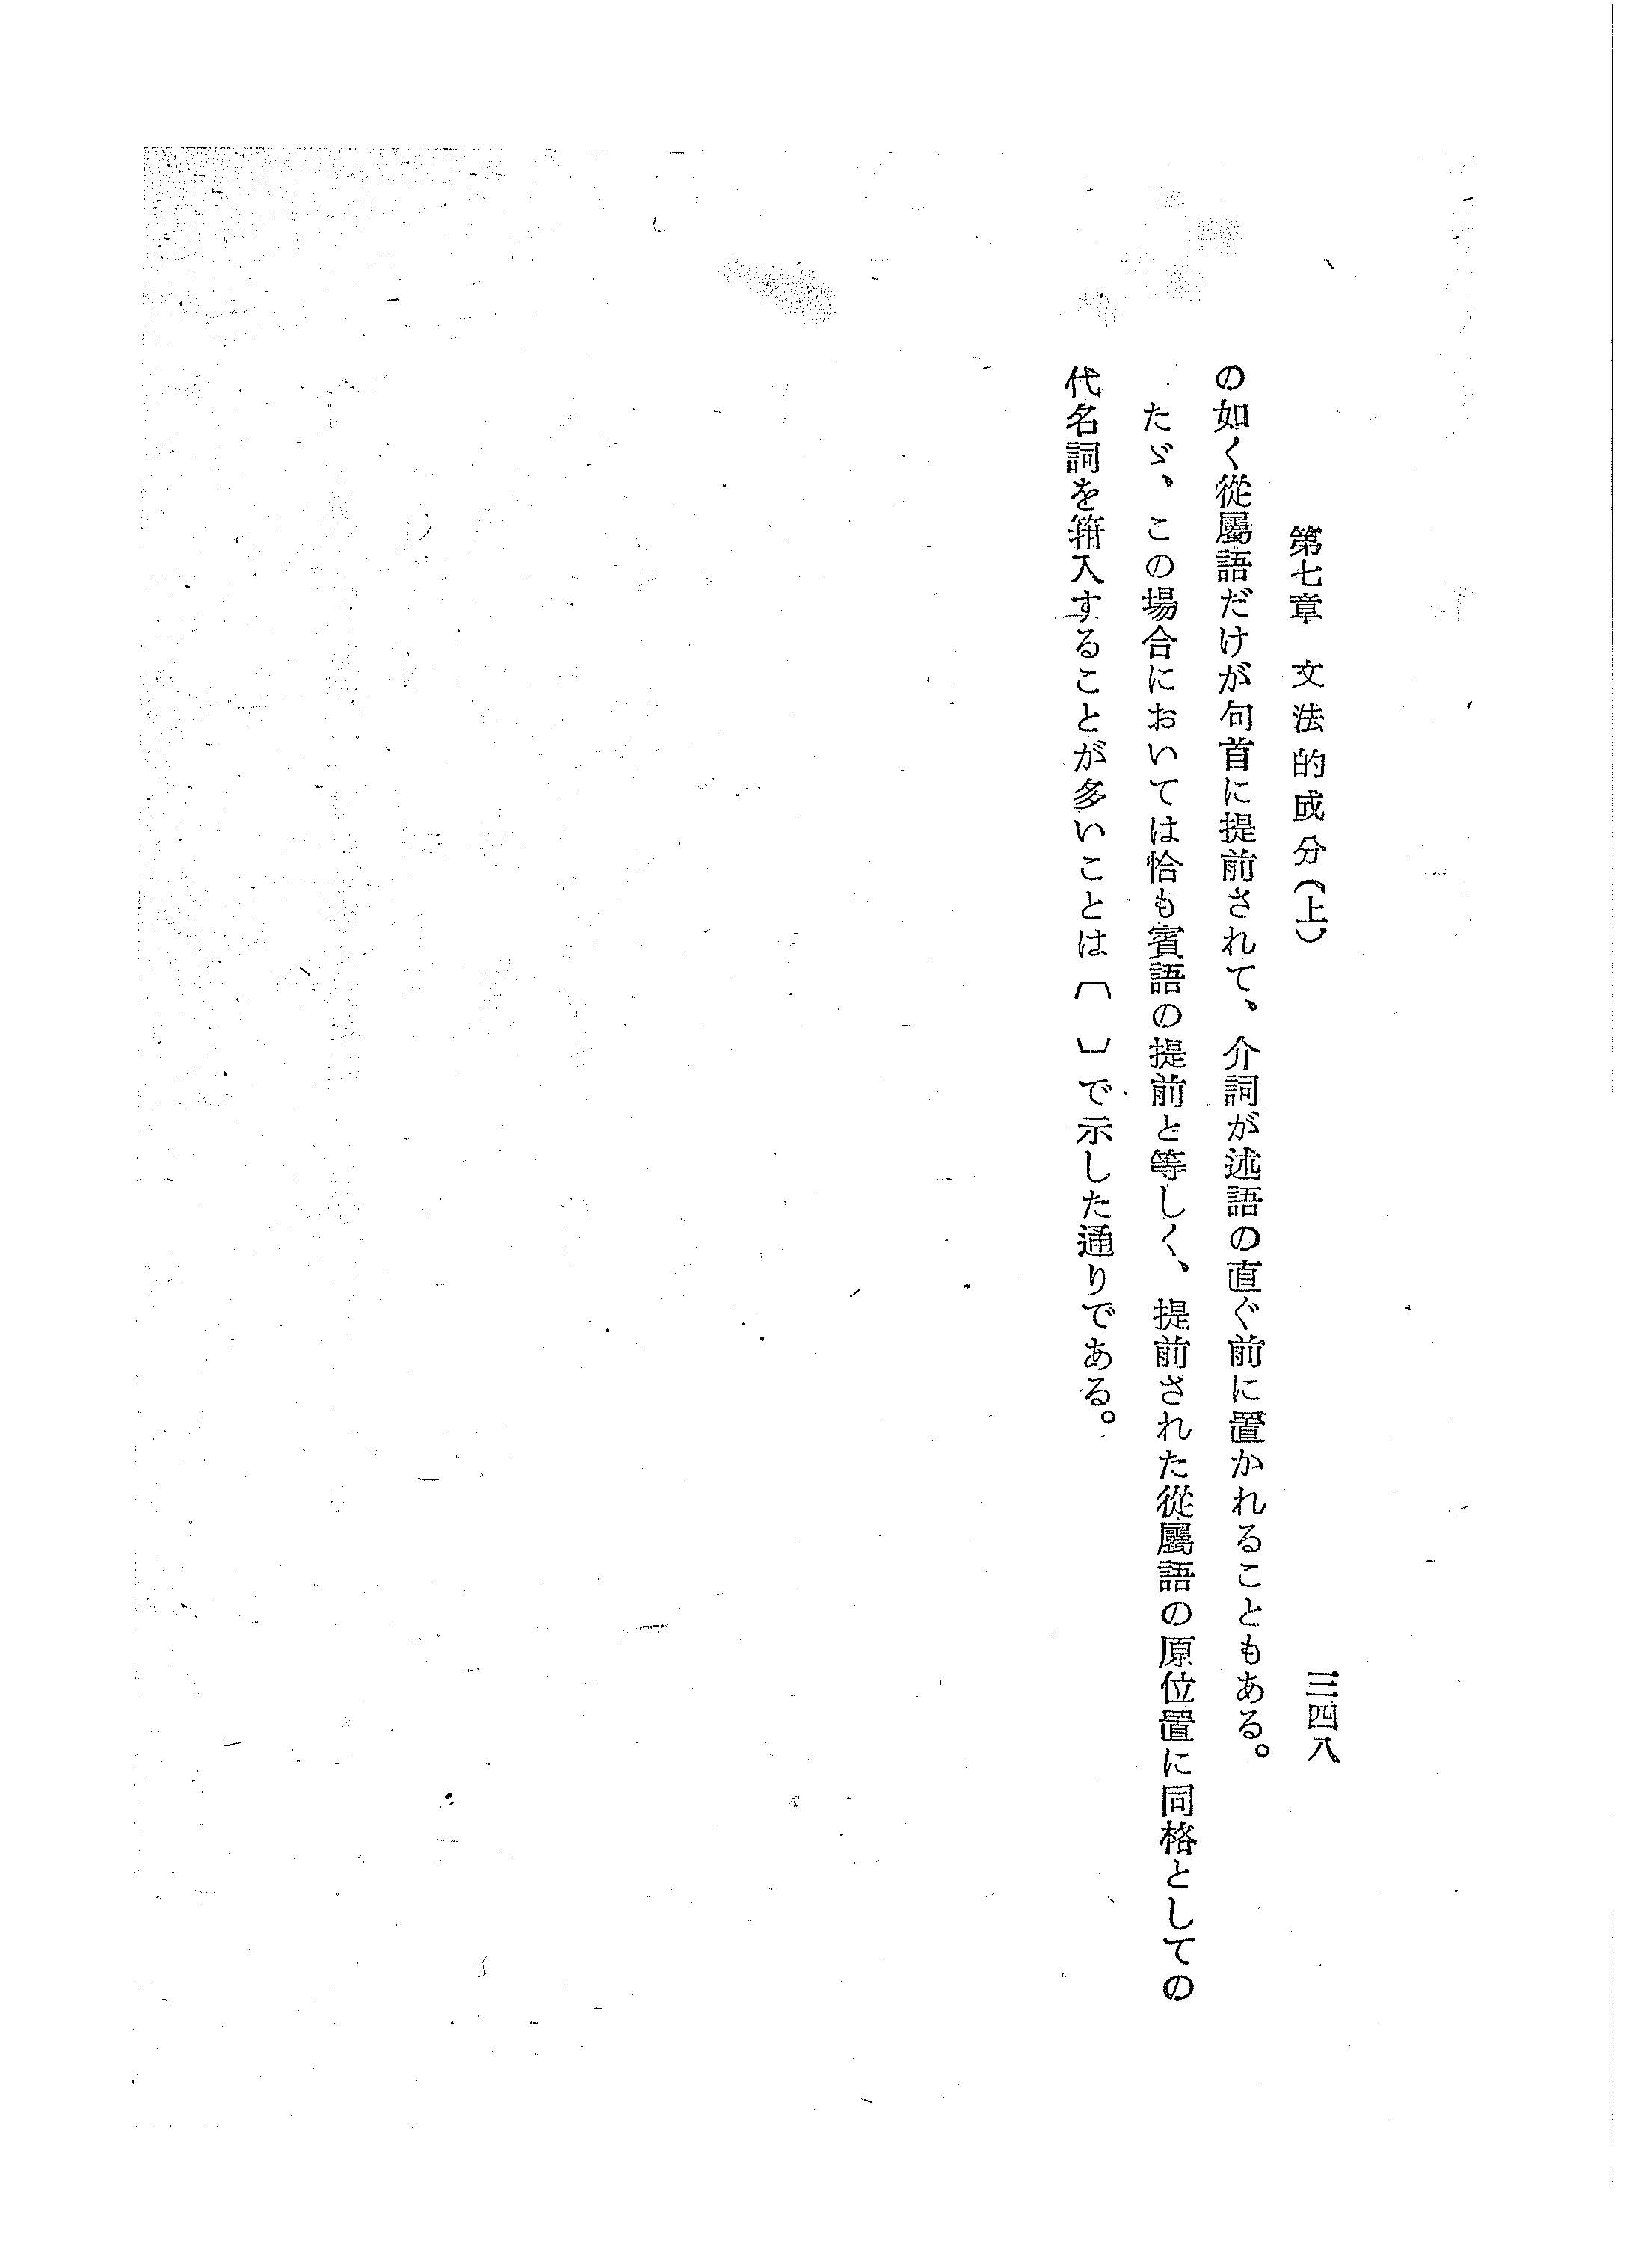 第七章　文法的成分(上)
三四八
の如く從屬語だけが句首に提前されて、介詞が述語の直ぐ前に置かれることもある。
たゞ、この場合においては恰も賓語の提前と等しく、提前された從屬語の原位置に同格としての
代名詞を箝入することが多いことは〔　〕で示した通りである。